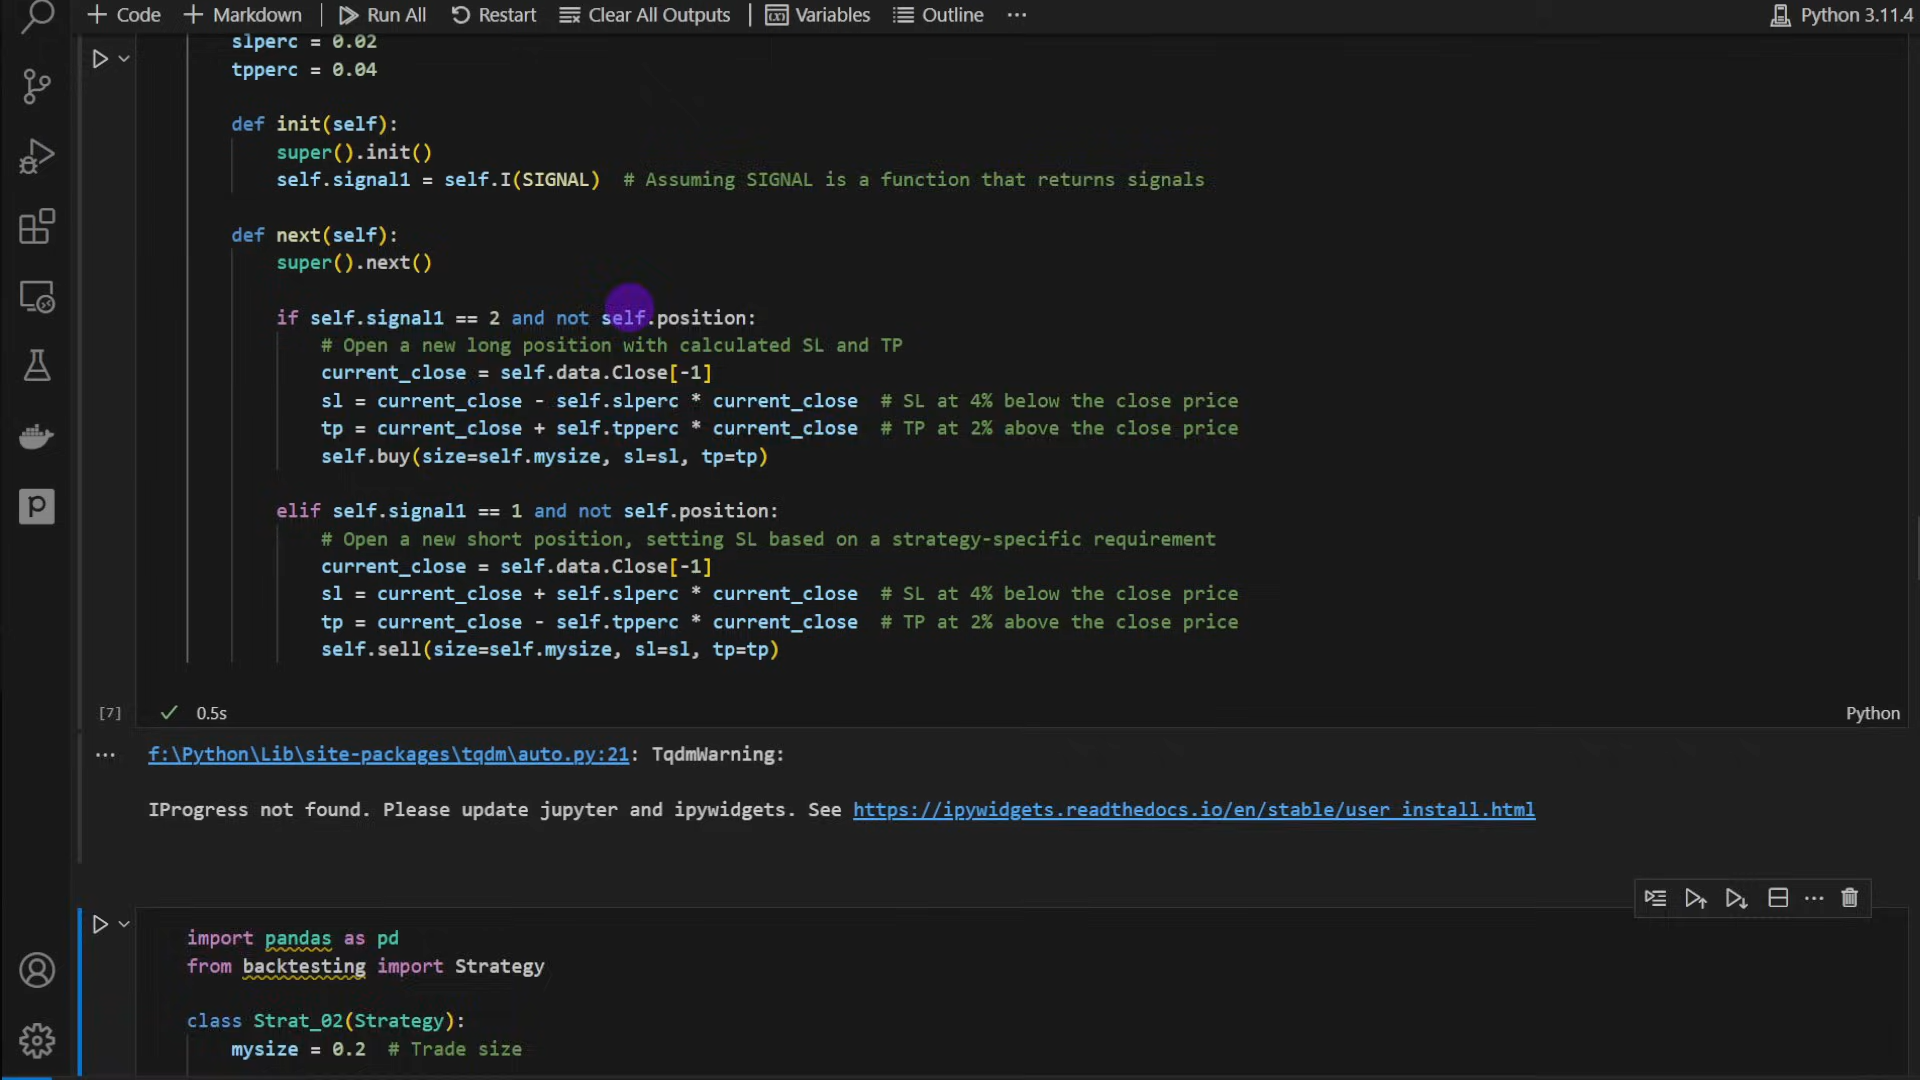 Code Markdown Run All Restart Clear All Outputs Variables Outline ... Python 3.11.4
slperc = 0.02
tpperc = 0.04
def init(self):
super().init()
self.signal1 = self.I(SIGNAL) # Assuming SIGNAL is a function that returns signals
def next(self):
super().next()
if self.signal1 == 2 and not self.position:
# Open a new long position with calculated SL and TP
current_close = self.data.Close[-1]
sl = current_close - self.slperc * current_close # SL at 4% below the close price
tp = current_close + self.tpperc * current_close # TP at 2% above the close price
self.buy(size=self.mysize, sl=sl, tp=tp)
elif self.signal1 == 1 and not self.position:
# Open a new short position, setting SL based on a strategy-specific requirement
current_close = self.data.Close[-1]
sl = current_close + self.slperc * current_close # SL at 4% below the close price
tp = current_close - self.tpperc * current_close # TP at 2% above the close price
self.sell(size=self.mysize, sl=sl, tp=tp)
[7] 0.5s Python
f:\Python\Lib\site-packages\tqdm\auto.py:21: TqdmWarning:
IProgress not found. Please update jupyter and ipywidgets. See https://ipywidgets.readthedocs.io/en/stable/user_install.html
import pandas as pd
from backtesting import Strategy
class Strat_02(Strategy):
mysize = 0.2 # Trade size